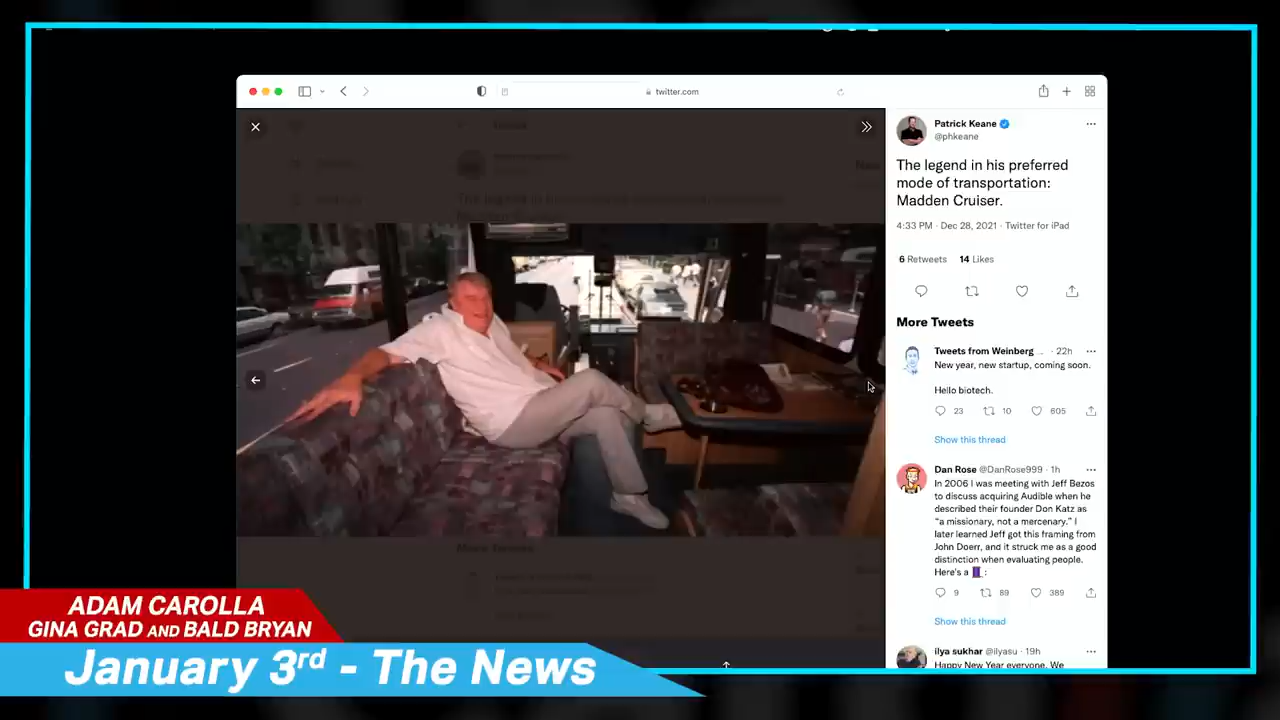 twitter.com
Patrick Keane
@phkeane
The legend in his preferred
mode of transportation:
Madden Cruiser.
4:33 PM · Dec 28, 2021 · Twitter for iPad
6 Retweets 14 Likes
More Tweets
Tweets from Weinberg ... · 22h
New year, new startup, coming soon.
Hello biotech.
23 10 605
Show this thread
Dan Rose @DanRose999 · 1h
In 2006 I was meeting with Jeff Bezos
to discuss acquiring Audible when he
described their founder Don Katz as
“a missionary, not a mercenary.” I
later learned Jeff got this framing from
John Doerr, and it struck me as a good
distinction when evaluating people.
Here's a :
9 89 389
Show this thread
ilya sukhar @ilyasu · 19h
Happy New Year everyone. We
ADAM CAROLLA
GINA GRAD AND BALD BRYAN
January 3rd - The News